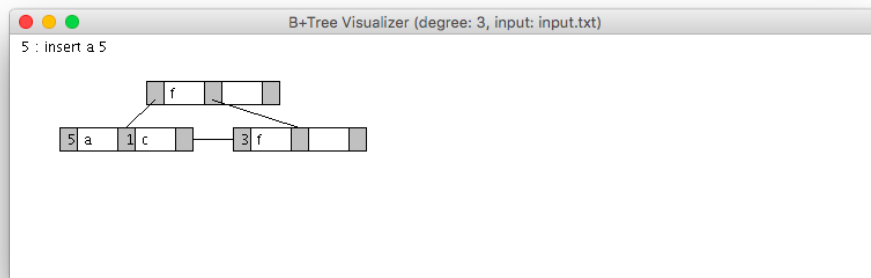 B+Tree Visualizer (degree: 3, input: input.txt)
5 : insert a 5
f
5 a 1 c 3 f